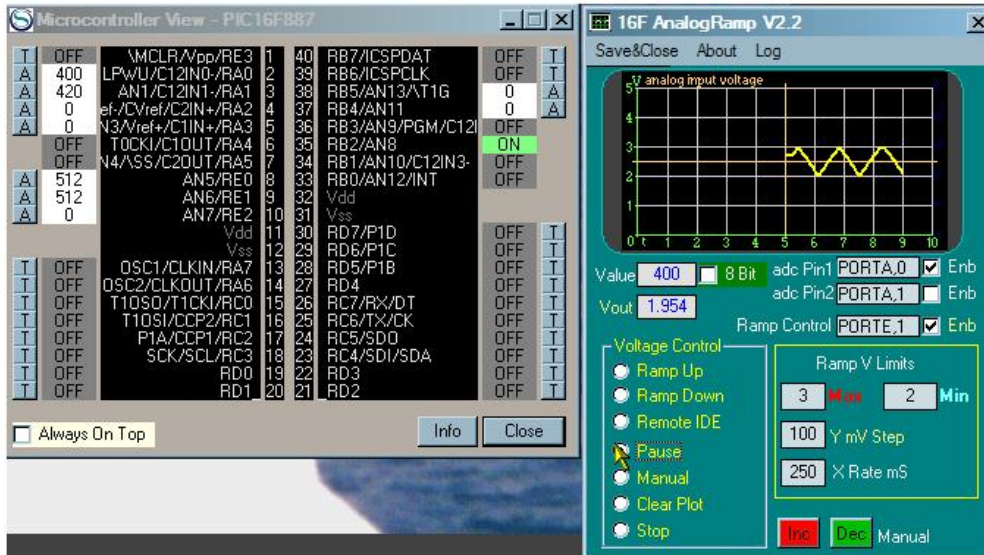 Microcontroller View - PIC16F887
T OFF \MCLR/Vpp/RE3 1 40 RB7/ICSPDAT OFF T
A 400 LPWU/C12IN0-/RA0 2 39 RB6/ICSPCLK OFF T
A 420 AN1/C12IN1-/RA1 3 38 RB5/AN13/\T1G 0 A
A 0 ef-/CVref/C2IN+/RA2 4 37 RB4/AN11 0 A
A 0 N3/Vref+/C1IN+/RA3 5 36 RB3/AN9/PGM/C12I OFF
OFF T0CKI/C1OUT/RA4 6 35 RB2/AN8 ON
OFF N4/\SS/C2OUT/RA5 7 34 RB1/AN10/C12IN3- OFF
A 512 AN5/RE0 8 33 RB0/AN12/INT OFF
A 512 AN6/RE1 9 32 Vdd
A 0 AN7/RE2 10 31 Vss
Vdd 11 30 RD7/P1D OFF T
Vss 12 29 RD6/P1C OFF T
T OFF OSC1/CLKIN/RA7 13 28 RD5/P1B OFF T
T OFF OSC2/CLKOUT/RA6 14 27 RD4 OFF T
T OFF T1OSO/T1CKI/RC0 15 26 RC7/RX/DT OFF T
T OFF T1OSI/CCP2/RC1 16 25 RC6/TX/CK OFF T
T OFF P1A/CCP1/RC2 17 24 RC5/SDO OFF T
T OFF SCK/SCL/RC3 18 23 RC4/SDI/SDA OFF T
T OFF RD0 19 22 RD3 OFF T
T OFF RD1_ 20 21 _RD2 OFF T
Always On Top Info Close
16F AnalogRamp V2.2
Save&Close About Log
V analog input voltage
5
4
3
2
1
0 t 1 2 3 4 5 6 7 8 9 10
Value 400 8 Bit adc Pin1 PORTA,0 Enb
Vout 1.954 adc Pin2 PORTA,1 Enb
Ramp Control PORTE,1 Enb
Voltage Control
Ramp Up
Ramp Down
Remote IDE
Pause
Manual
Clear Plot
Stop
Ramp V Limits
3 Max 2 Min
100 Y mV Step
250 X Rate mS
Inc Dec Manual